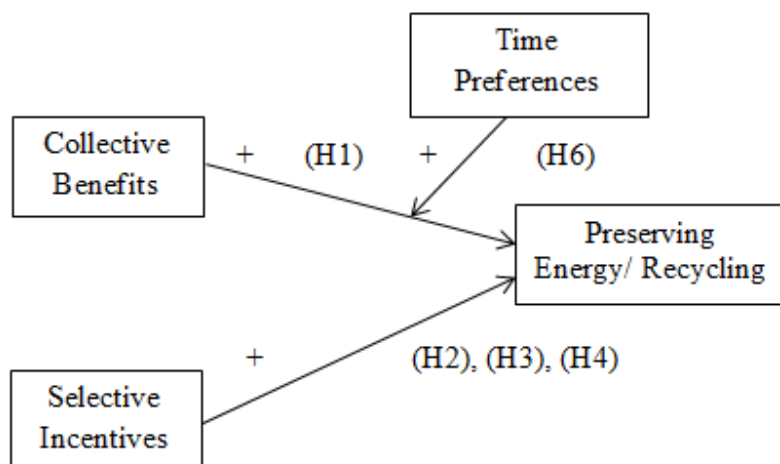 Time
Preferences
Collective
Benefits
+ (H1) + (H6)
Preserving
Energy/ Recycling
+ (H2), (H3), (H4)
Selective
Incentives